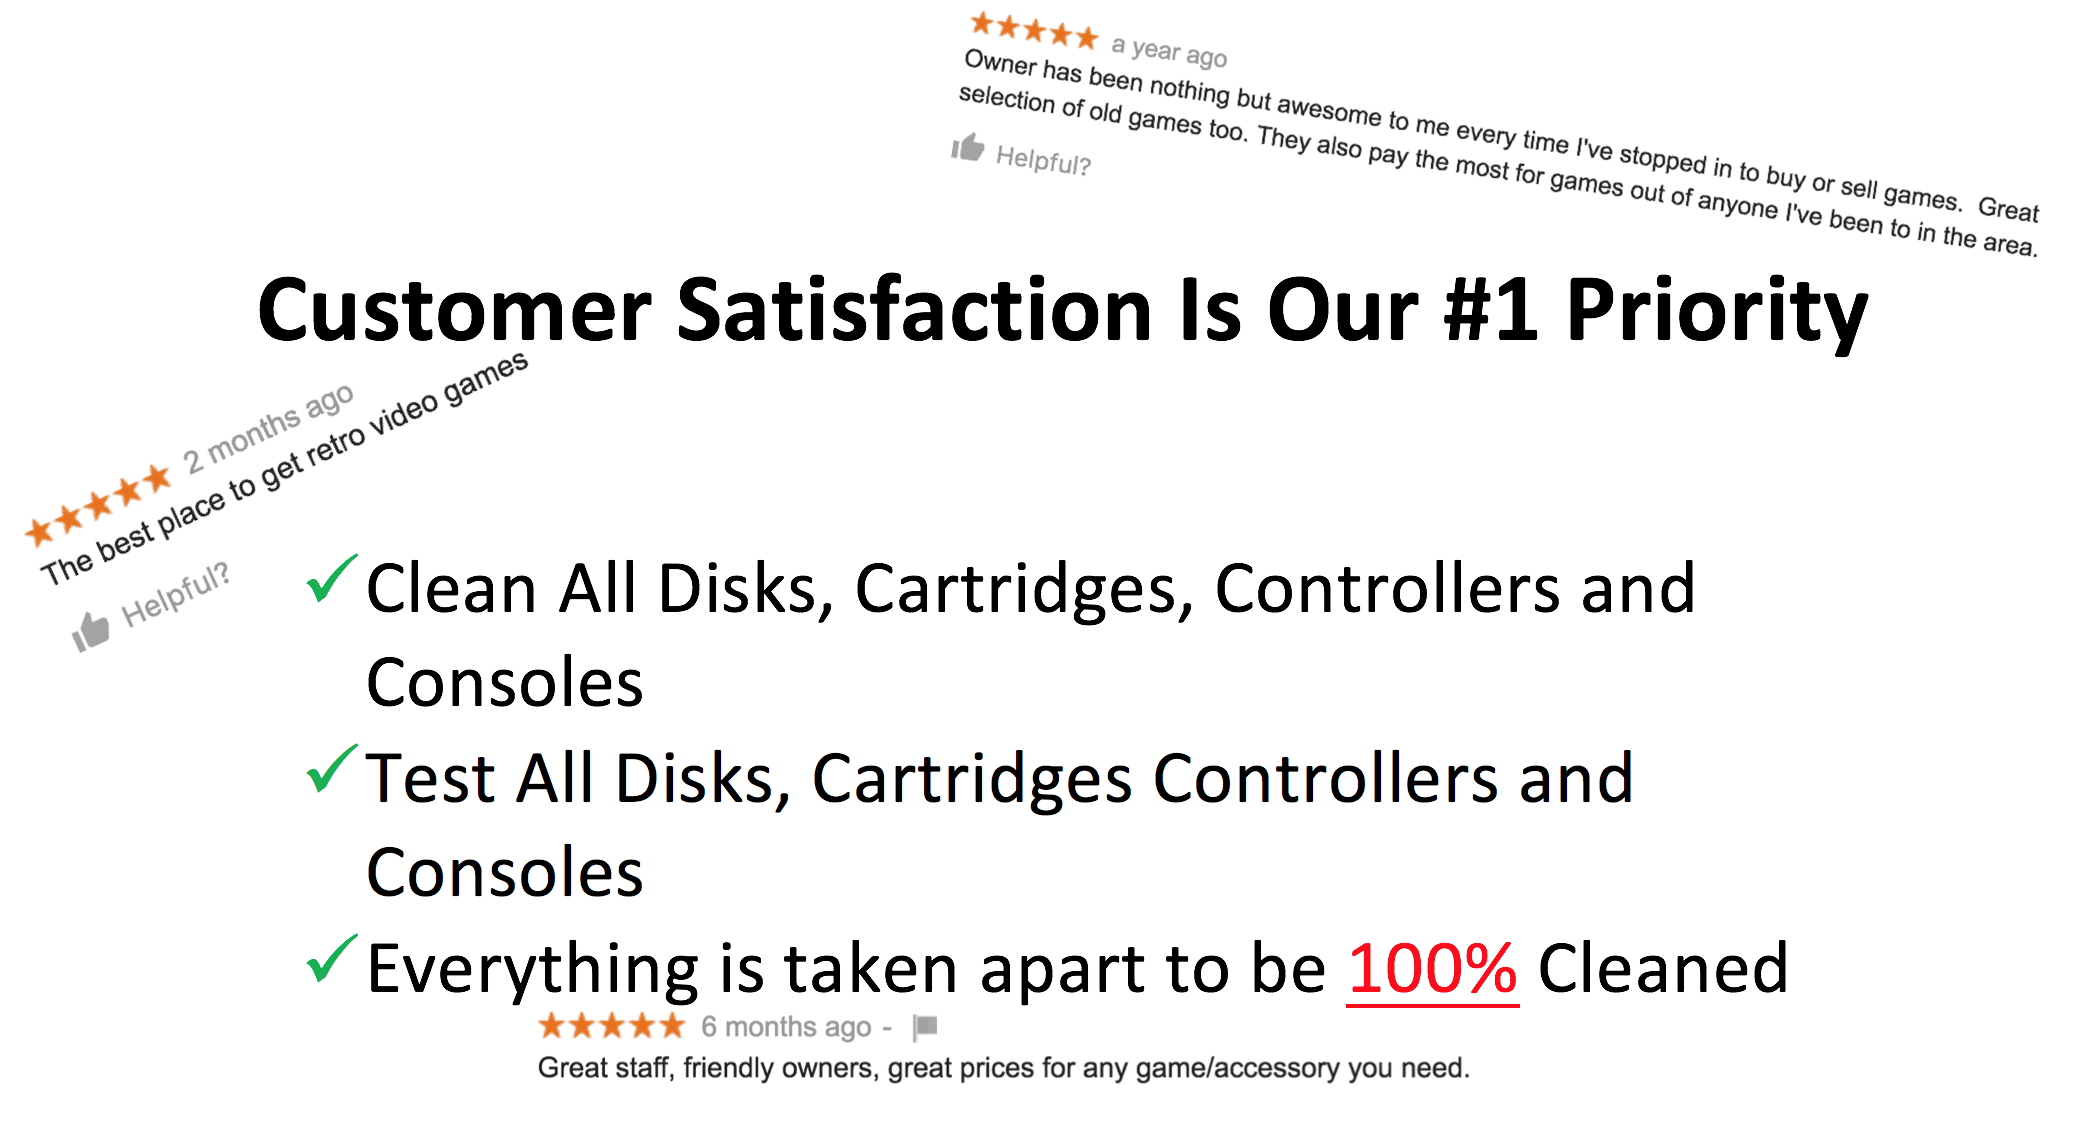 a year ago
Owner has been nothing but awesome to me every time I've stopped in to buy or sell games.  Great
selection of old games too. They also pay the most for games out of anyone I've been to in the area.
Helpful?
Customer Satisfaction Is Our #1 Priority
2 months ago
The best place to get retro video games
Helpful?
Clean All Disks, Cartridges, Controllers and
Consoles
Test All Disks, Cartridges Controllers and
Consoles
Everything is taken apart to be 100% Cleaned
6 months ago -
Great staff, friendly owners, great prices for any game/accessory you need.